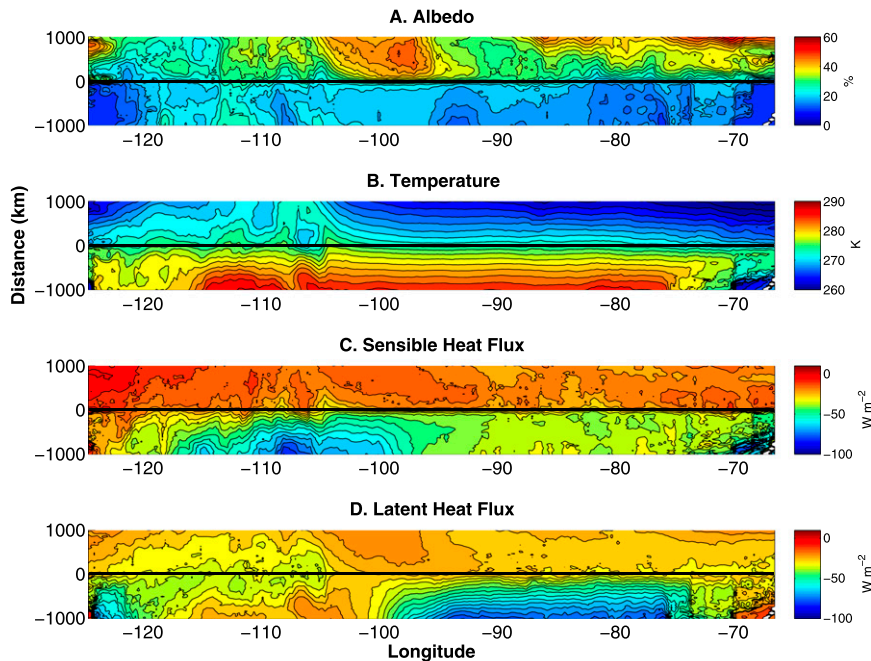 A. Albedo
1000
0
−1000
−120 −110 −100 −90 −80 −70
60
40
20
0
%
B. Temperature
1000
0
−1000
−120 −110 −100 −90 −80 −70
290
280
270
260
K
Distance (km)
C. Sensible Heat Flux
1000
0
−1000
−120 −110 −100 −90 −80 −70
0
−50
−100
W m⁻²
D. Latent Heat Flux
1000
0
−1000
−120 −110 −100 −90 −80 −70
0
−50
−100
W m⁻²
Longitude